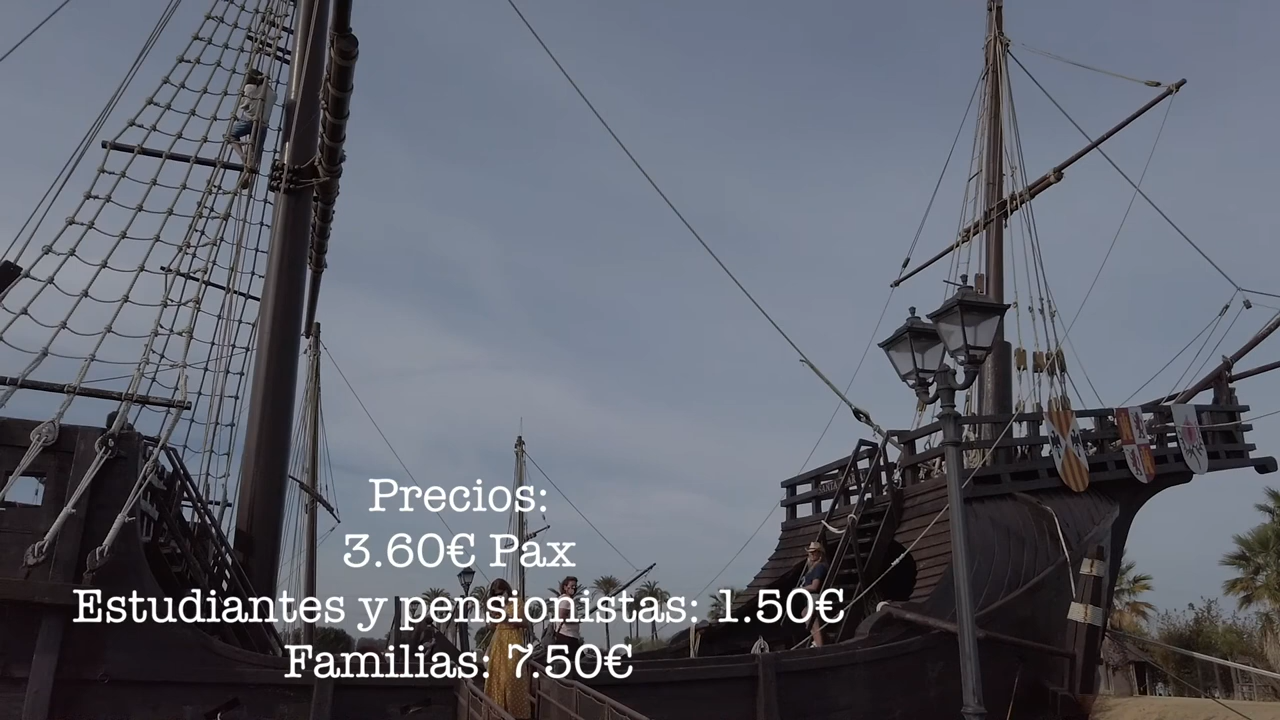 Precios:
3.60€ Pax
Estudiantes y pensionistas: 1.50€
Familias: 7.50€